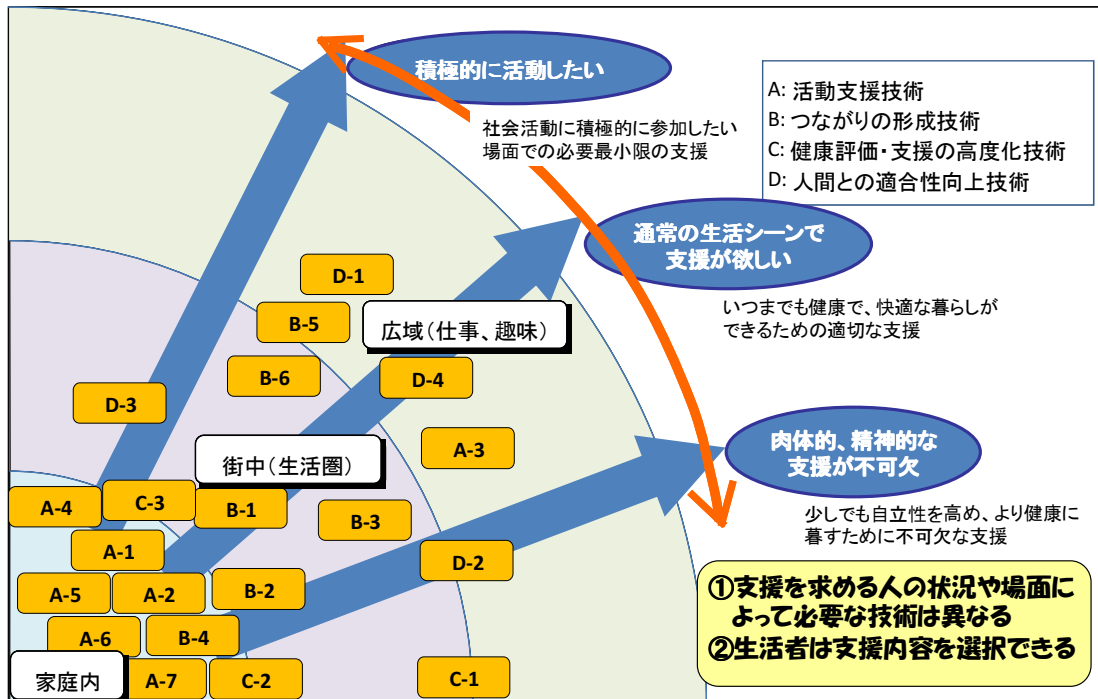 積極的に活動したい
社会活動に積極的に参加したい
場面での必要最小限の支援
A: 活動支援技術
B: つながりの形成技術
C: 健康評価・支援の高度化技術
D: 人間との適合性向上技術
通常の生活シーンで
支援が欲しい
いつまでも健康で、快適な暮らしが
できるための適切な支援
D-1
B-5
広域（仕事、趣味）
B-6
D-4
D-3
A-3
肉体的、精神的な
支援が不可欠
街中（生活圏）
A-4
C-3
B-1
B-3
少しでも自立性を高め、より健康に
暮すために不可欠な支援
A-1
D-2
A-5
A-2
B-2
①支援を求める人の状況や場面に
よって必要な技術は異なる
②生活者は支援内容を選択できる
A-6
B-4
家庭内
A-7
C-2
C-1